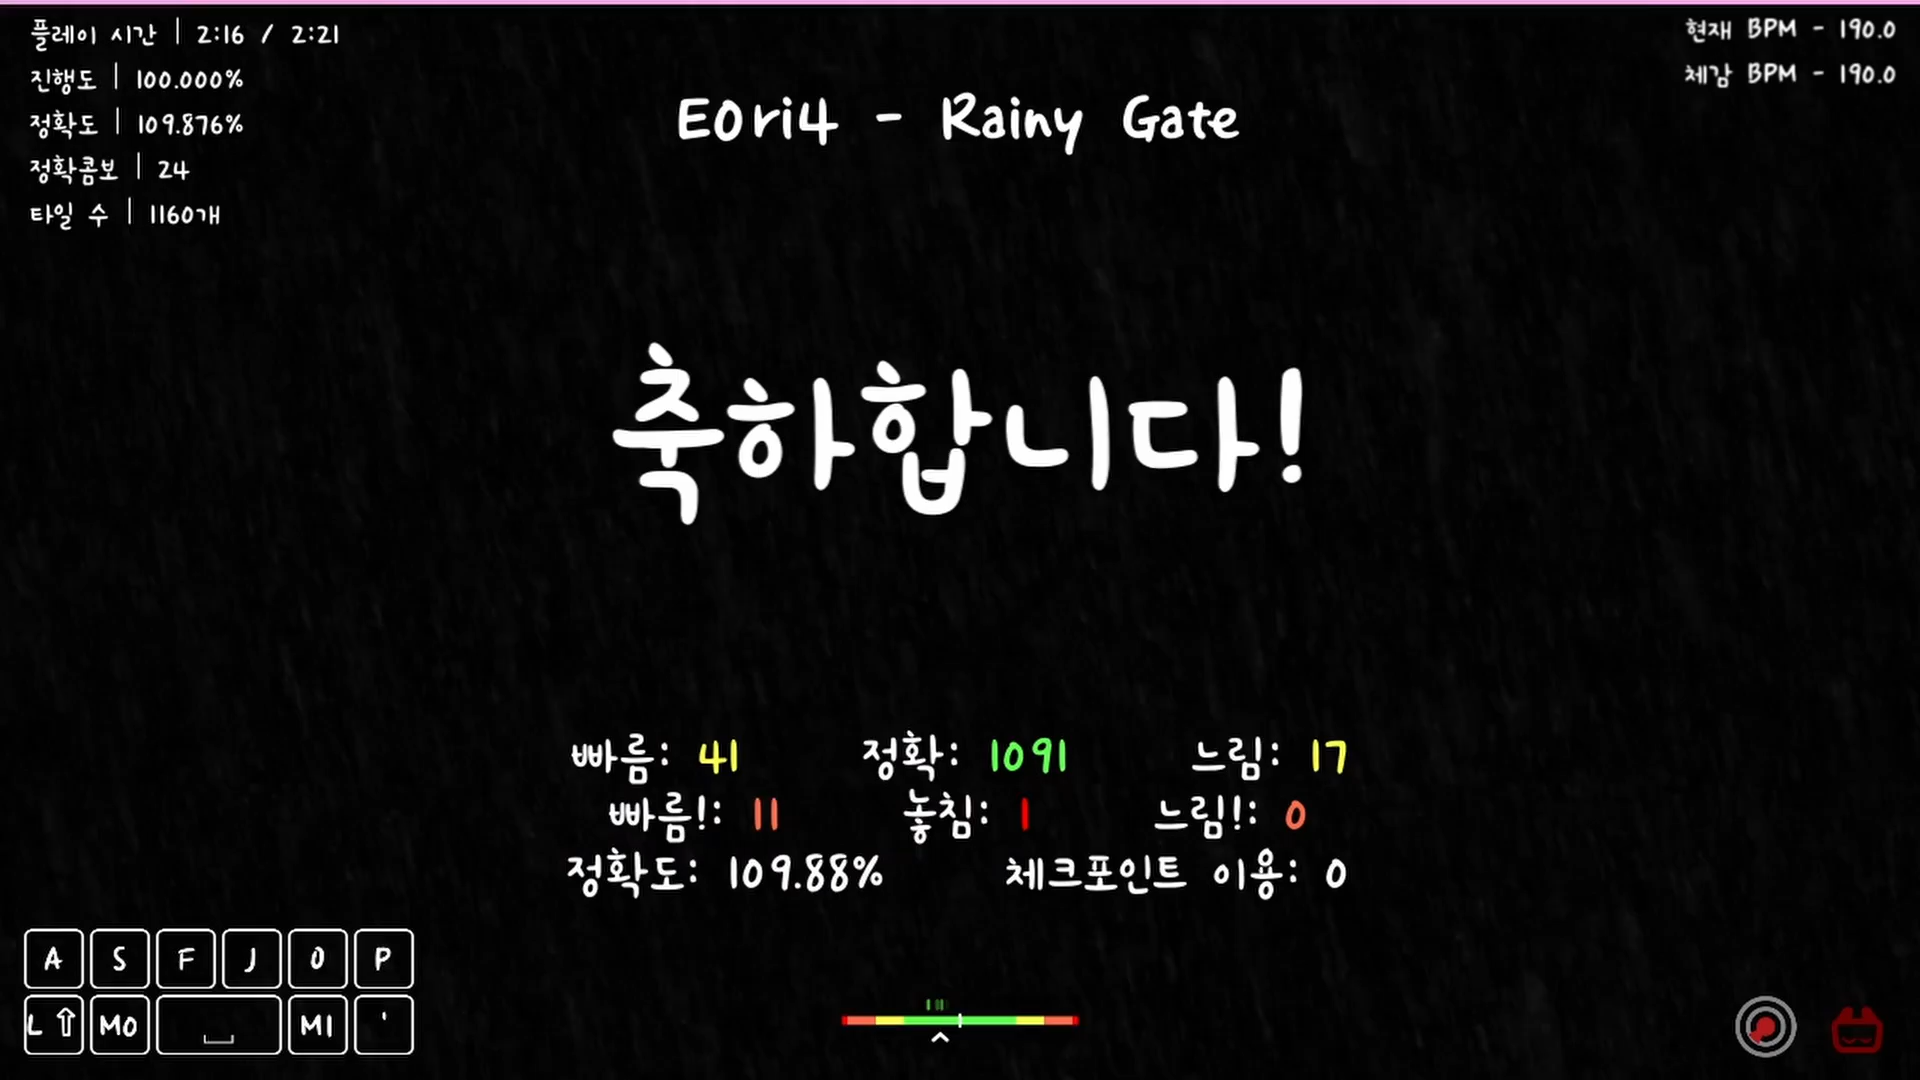 플레이 시간 | 2:16 / 2:21
진행도 | 100.000%
정확도 | 109.876%
정확콤보 | 24
타일 수 | 1160개
현재 BPM - 190.0
체감 BPM - 190.0
E0ri4 - Rainy Gate
축하합니다!
빠름: 41 정확: 1091 느림: 17
빠름!: 11 놓침: 1 느림!: 0
정확도: 109.88% 체크포인트 이용: 0
A S F J O P
L⇧ M0 ⎵ M1 '